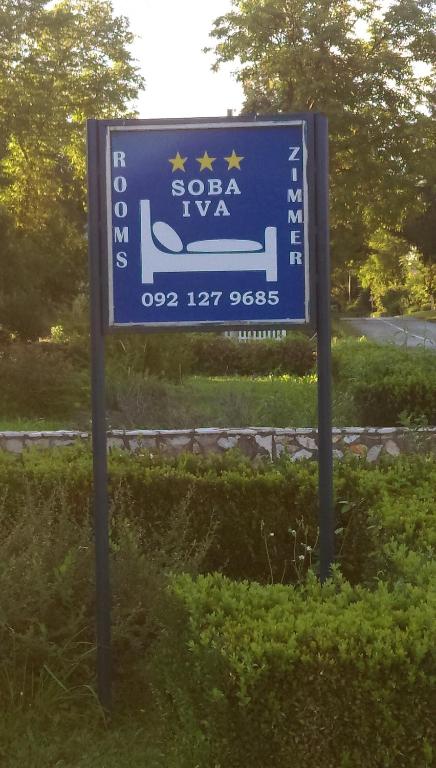 ROOMS
SOBA
IVA
ZIMMER
092 127 9685